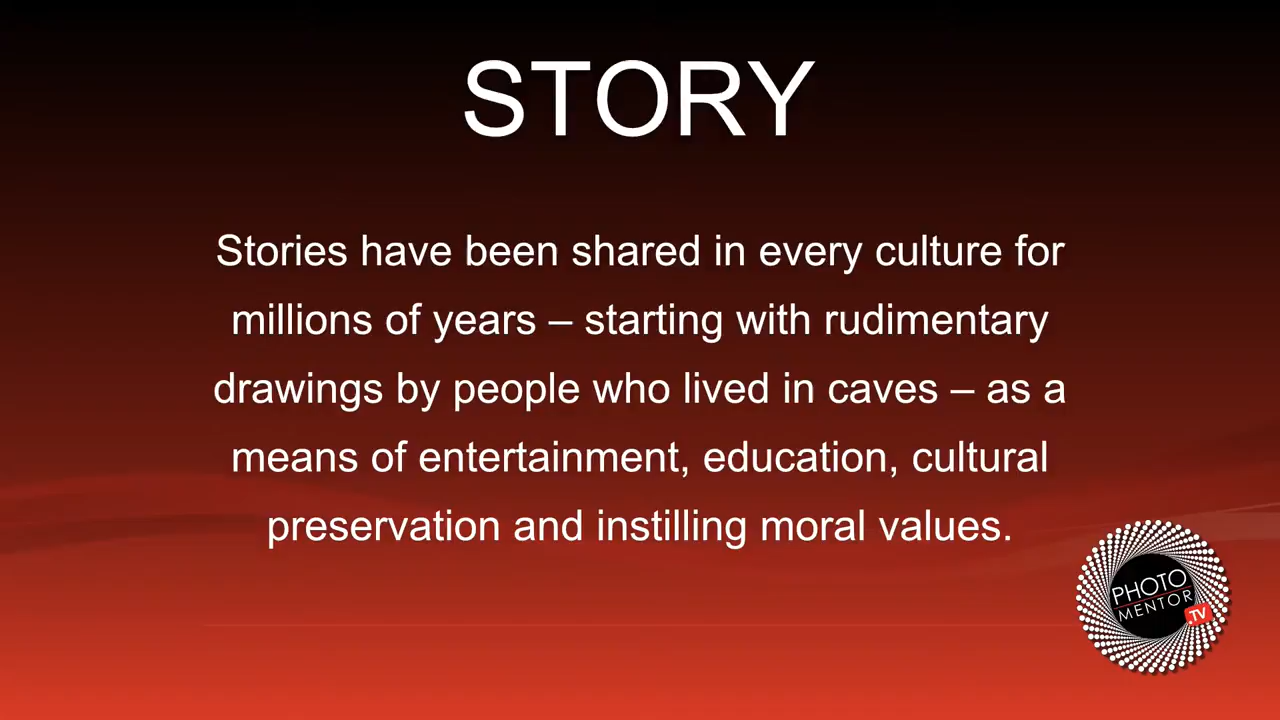 STORY
Stories have been shared in every culture for
millions of years – starting with rudimentary
drawings by people who lived in caves – as a
means of entertainment, education, cultural
preservation and instilling moral values.
PHOTO
MENTOR
.TV